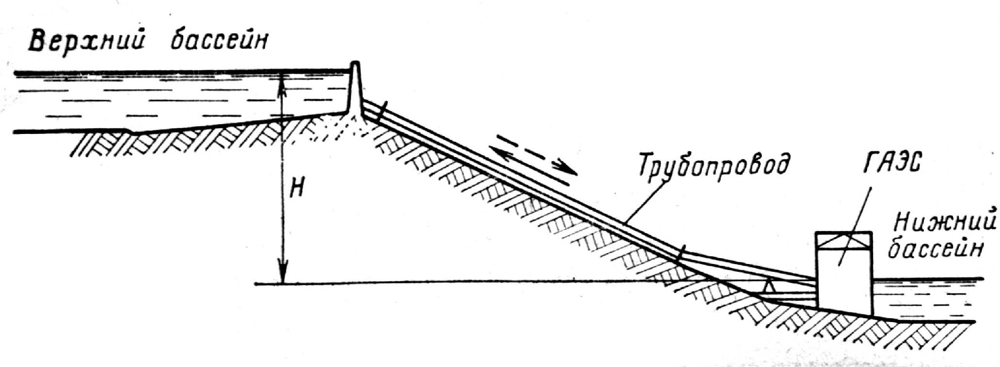 Верхний бассейн
H
Трубопровод
ГАЭС
Нижний
бассейн